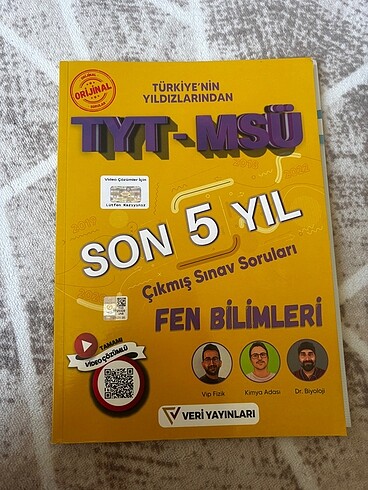 ORİJİNAL
TÜRKİYE'NİN
YILDIZLARINDAN
TYT - MSÜ
Video Çözümler İçin
Lütfen Kazıyınız
SON 5 YIL
Çıkmış Sınav Soruları
FEN BİLİMLERİ
TAMAMI
VİDEO ÇÖZÜMLÜ
Vip Fizik
Kimya Adası
Dr. Biyoloji
VERİ YAYINLARI